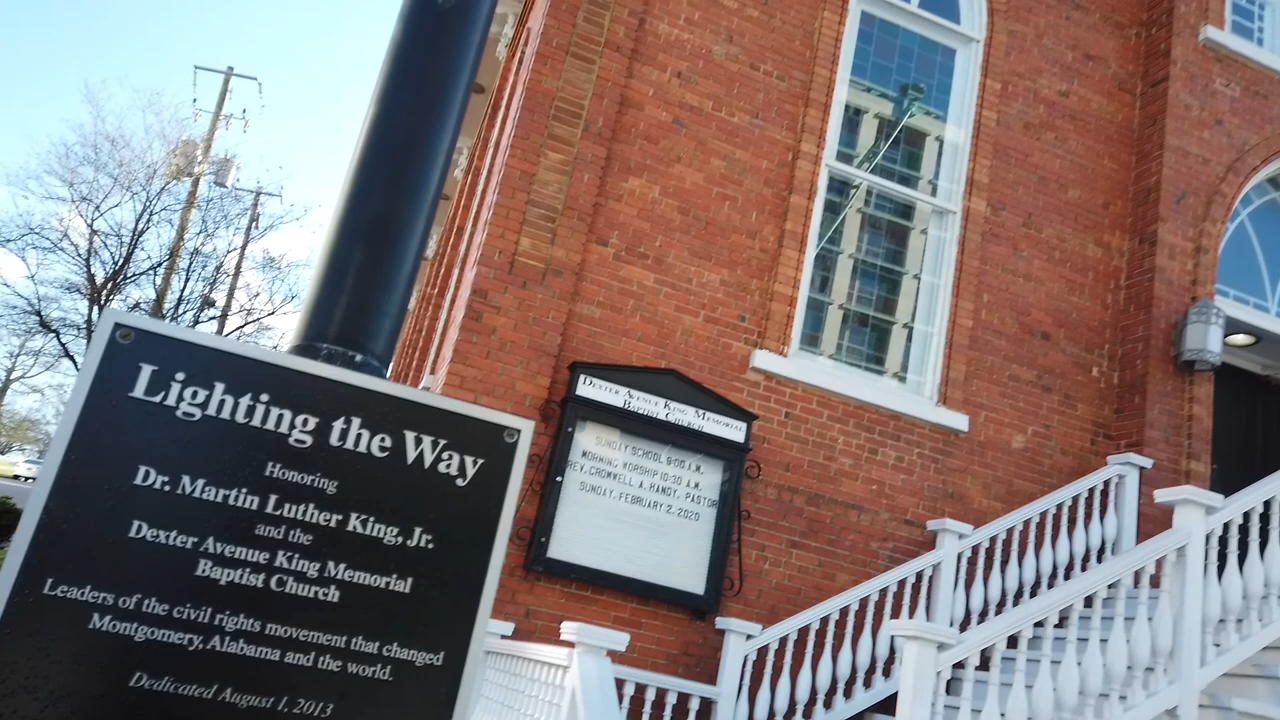 Lighting the Way
Honoring
Dr. Martin Luther King, Jr.
and the
Dexter Avenue King Memorial
Baptist Church
Leaders of the civil rights movement that changed
Montgomery, Alabama and the world.
Dedicated August 1, 2013
DEXTER AVENUE KING MEMORIAL
BAPTIST CHURCH
SUNDAY SCHOOL 9:00 A.M.
MORNING WORSHIP 10:30 A.M.
REV. CROMWELL A. HANDY, PASTOR
SUNDAY, FEBRUARY 2, 2020